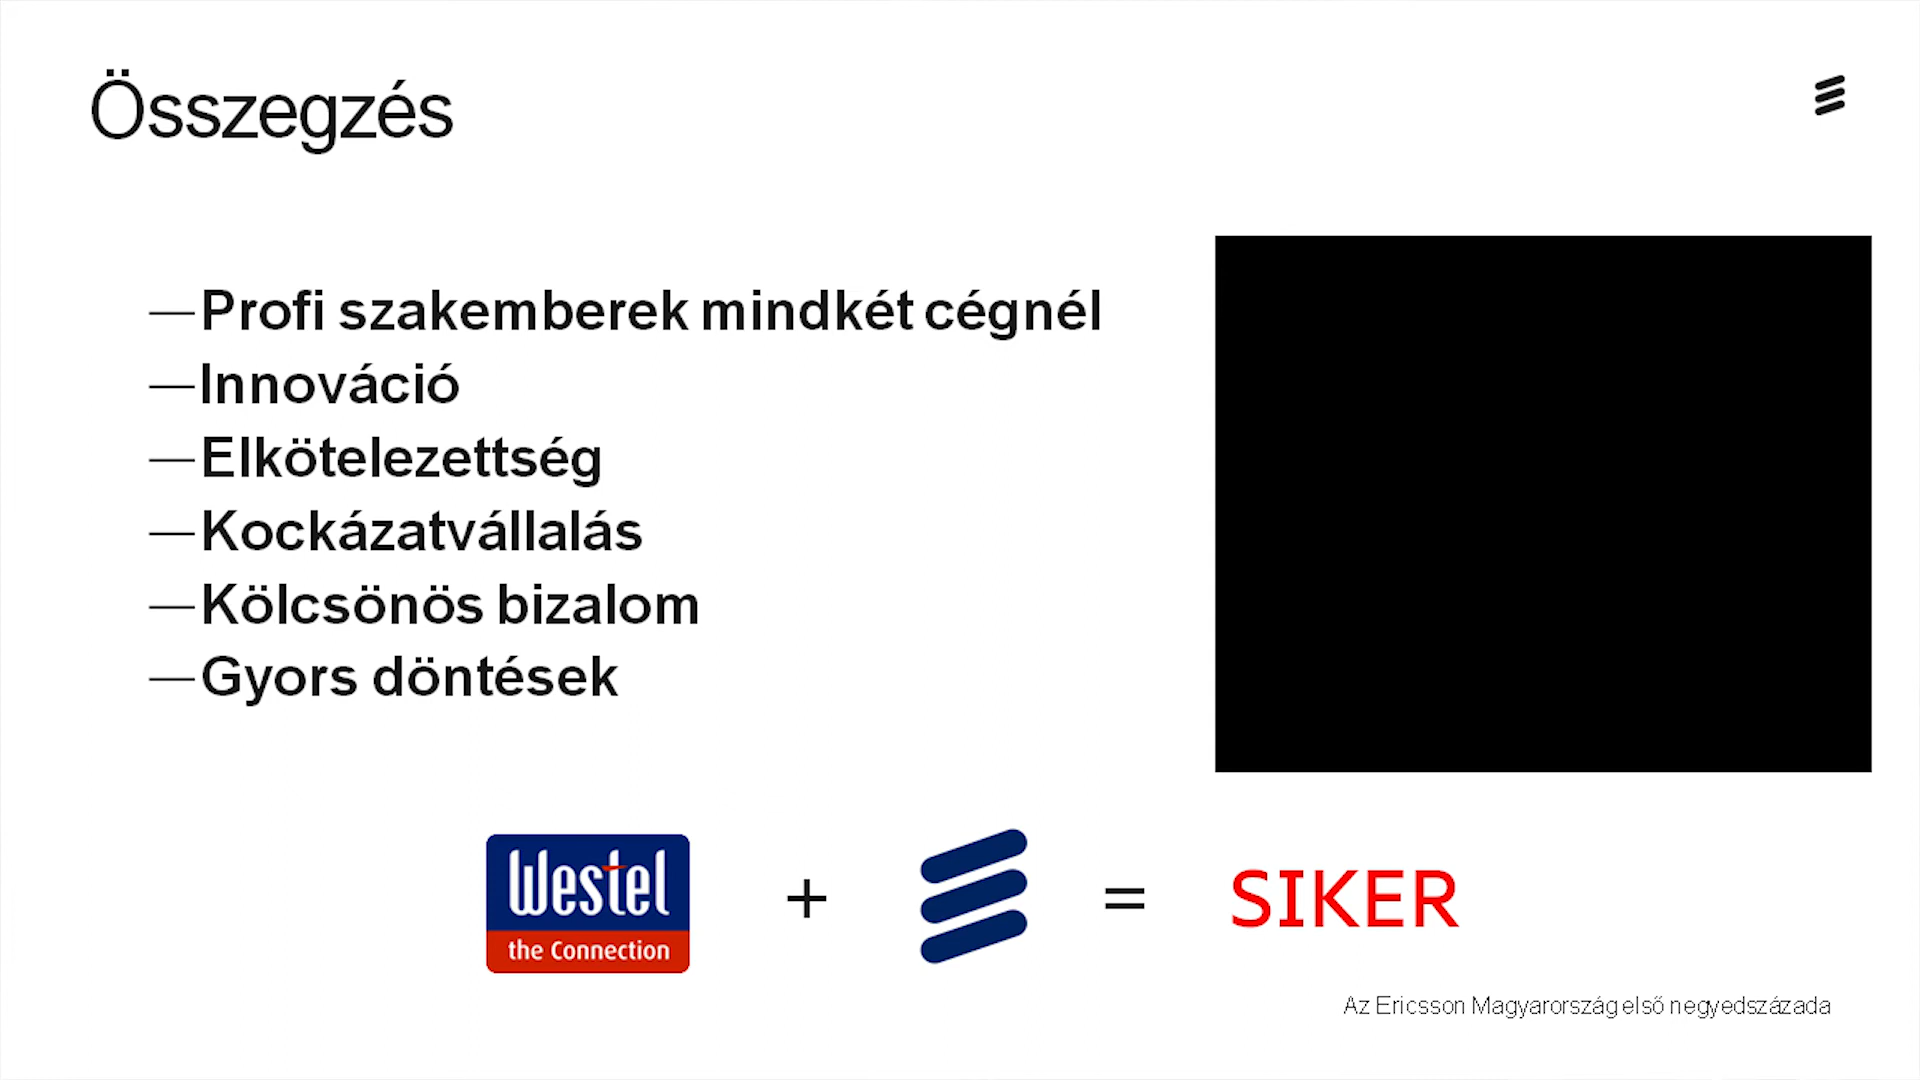 Összegzés
—Profi szakemberek mindkét cégnél
—Innováció
—Elkötelezettség
—Kockázatvállalás
—Kölcsönös bizalom
—Gyors döntések
Westel
the Connection
+ = SIKER
Az Ericsson Magyarország első negyedszázada